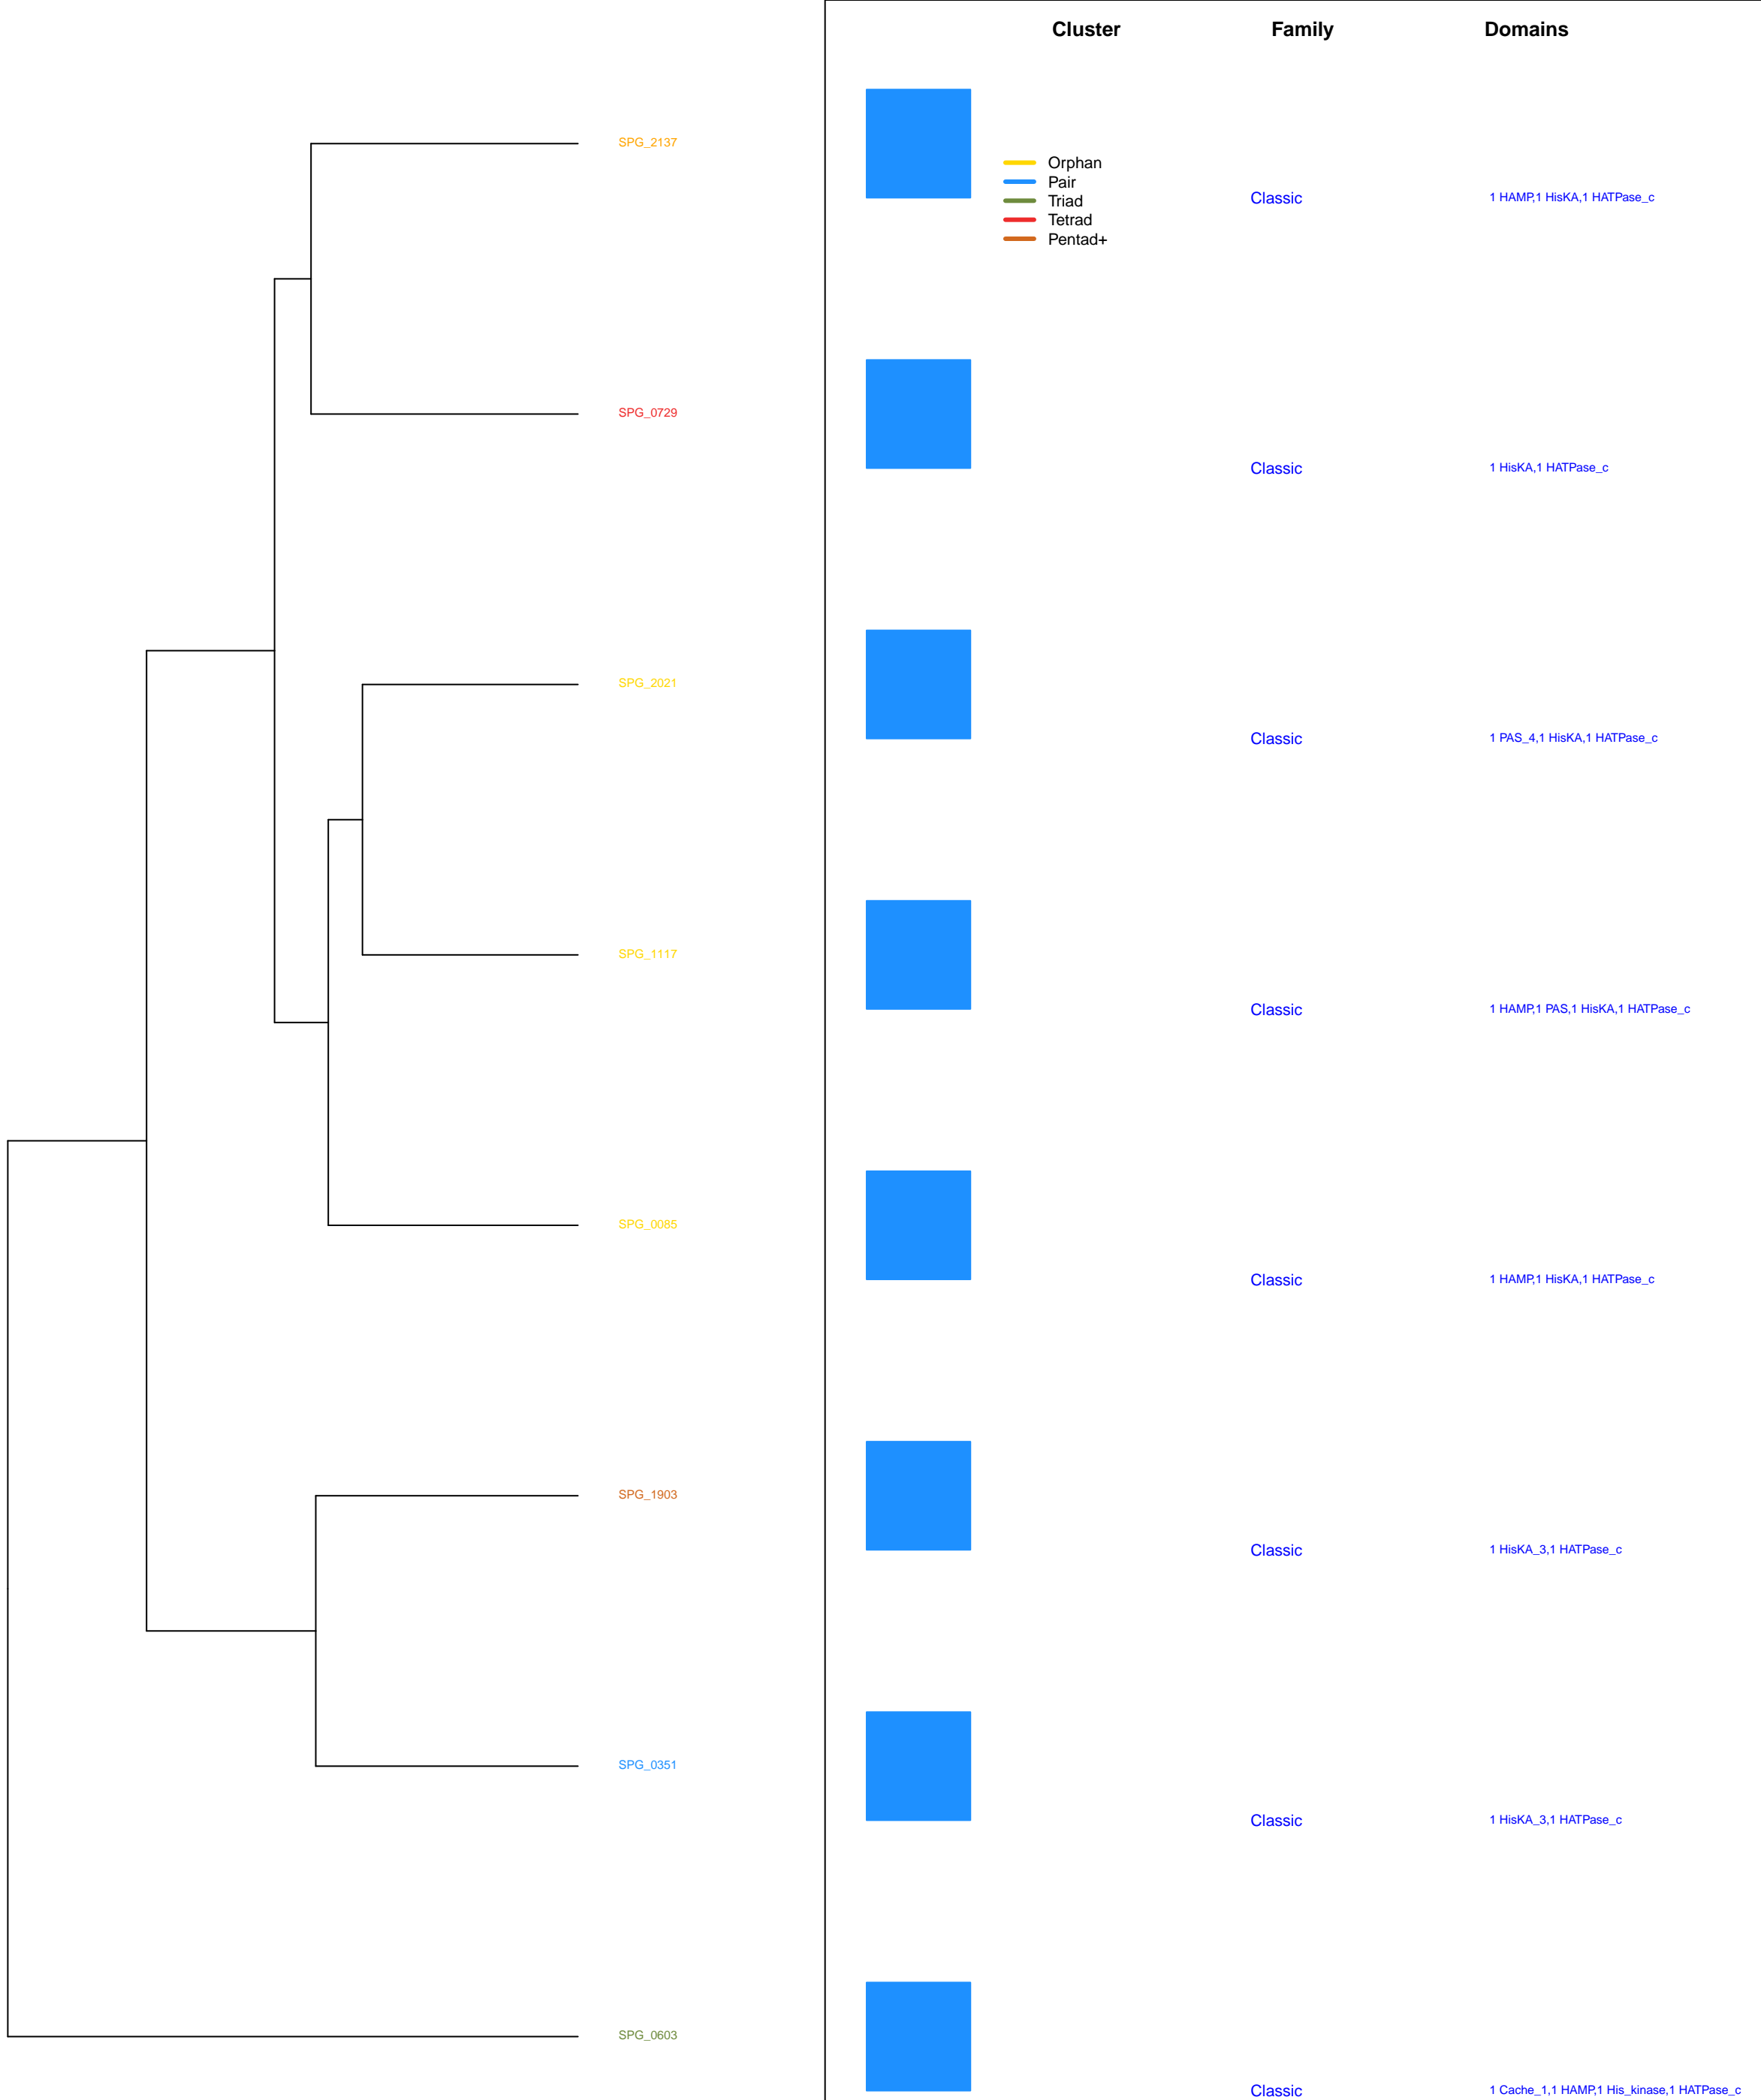 Cluster Family Domains
SPG_2137
Orphan
Pair
Triad
Tetrad
Pentad+
Classic 1 HAMP,1 HisKA,1 HATPase_c
SPG_0729
Classic 1 HisKA,1 HATPase_c
SPG_2021
Classic 1 PAS_4,1 HisKA,1 HATPase_c
SPG_1117
Classic 1 HAMP,1 PAS,1 HisKA,1 HATPase_c
SPG_0085
Classic 1 HAMP,1 HisKA,1 HATPase_c
SPG_1903
Classic 1 HisKA_3,1 HATPase_c
SPG_0351
Classic 1 HisKA_3,1 HATPase_c
SPG_0603
Classic 1 Cache_1,1 HAMP,1 His_kinase,1 HATPase_c